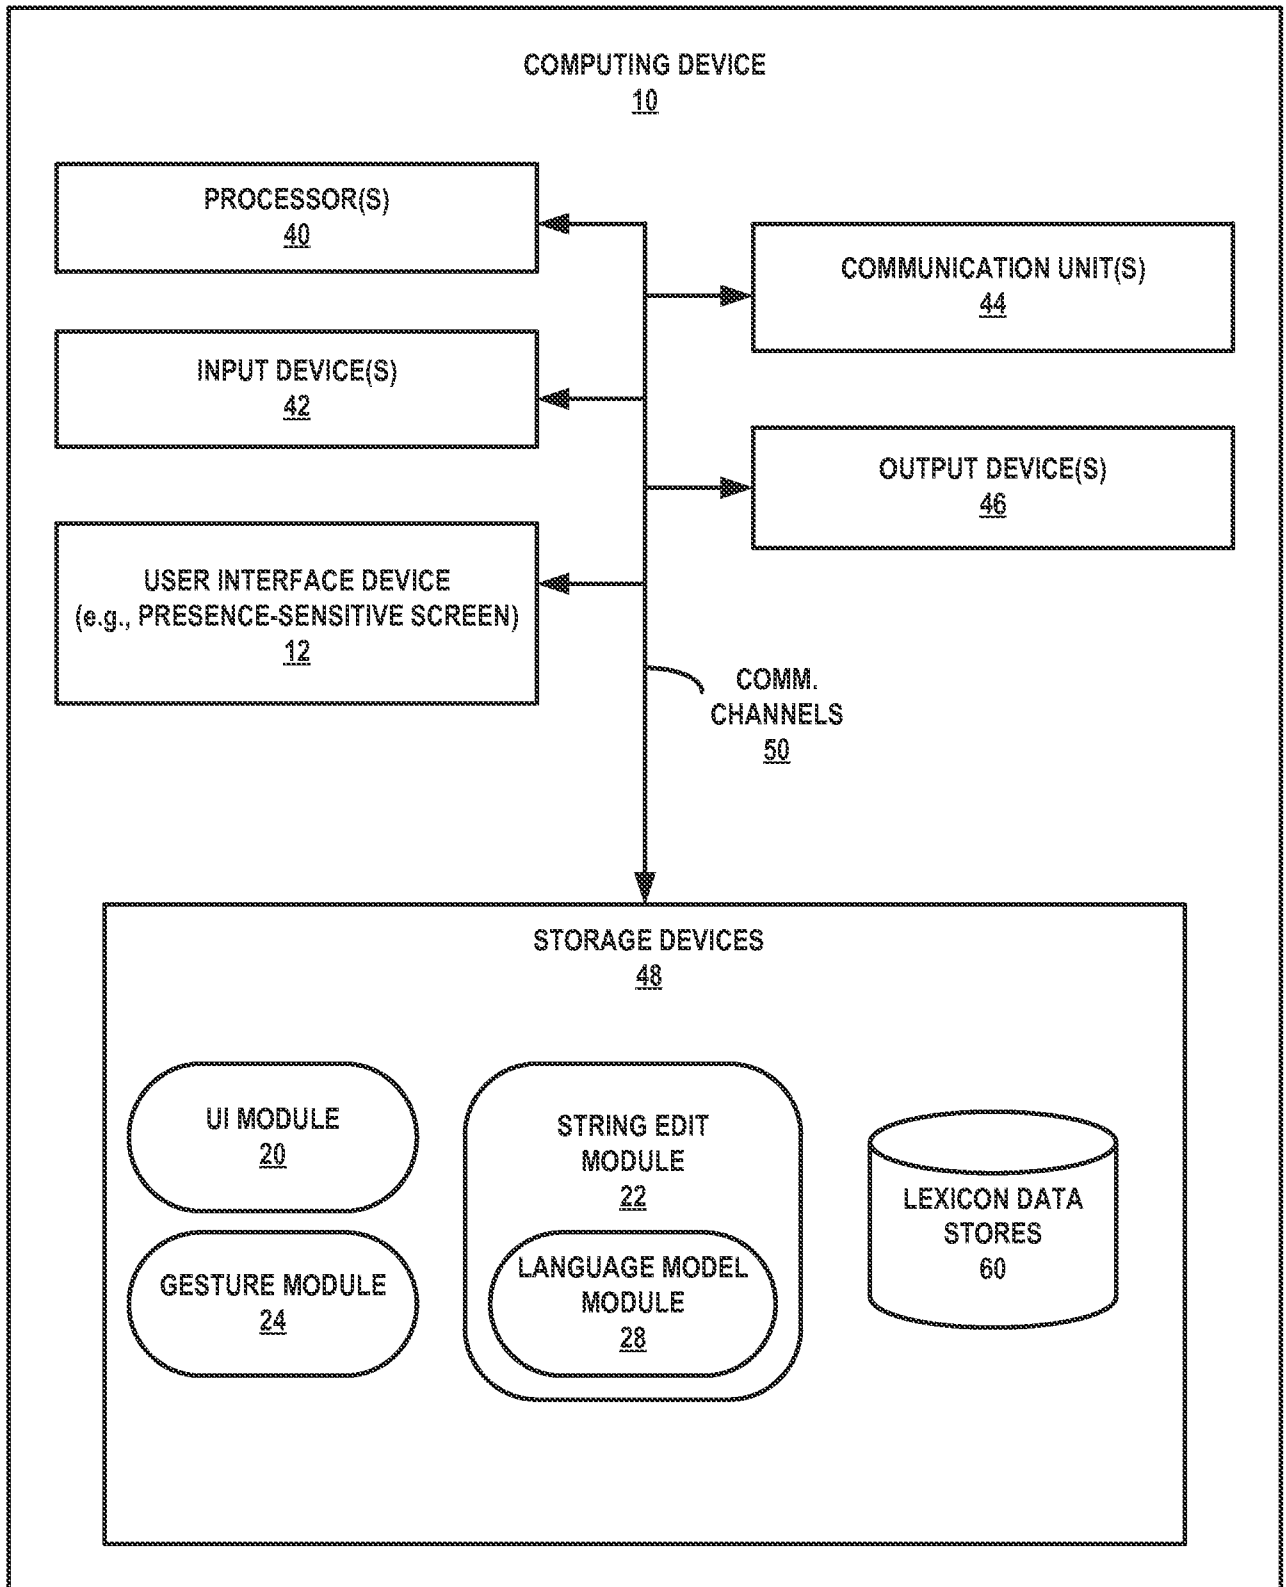 COMPUTING DEVICE
10
PROCESSOR(S)
40
COMMUNICATION UNIT(S)
44
INPUT DEVICE(S)
42
OUTPUT DEVICE(S)
46
USER INTERFACE DEVICE
(e.g., PRESENCE-SENSITIVE SCREEN)
12
COMM.
CHANNELS
50
STORAGE DEVICES
48
UI MODULE
20
GESTURE MODULE
24
STRING EDIT
MODULE
22
LANGUAGE MODEL
MODULE
28
LEXICON DATA
STORES
60